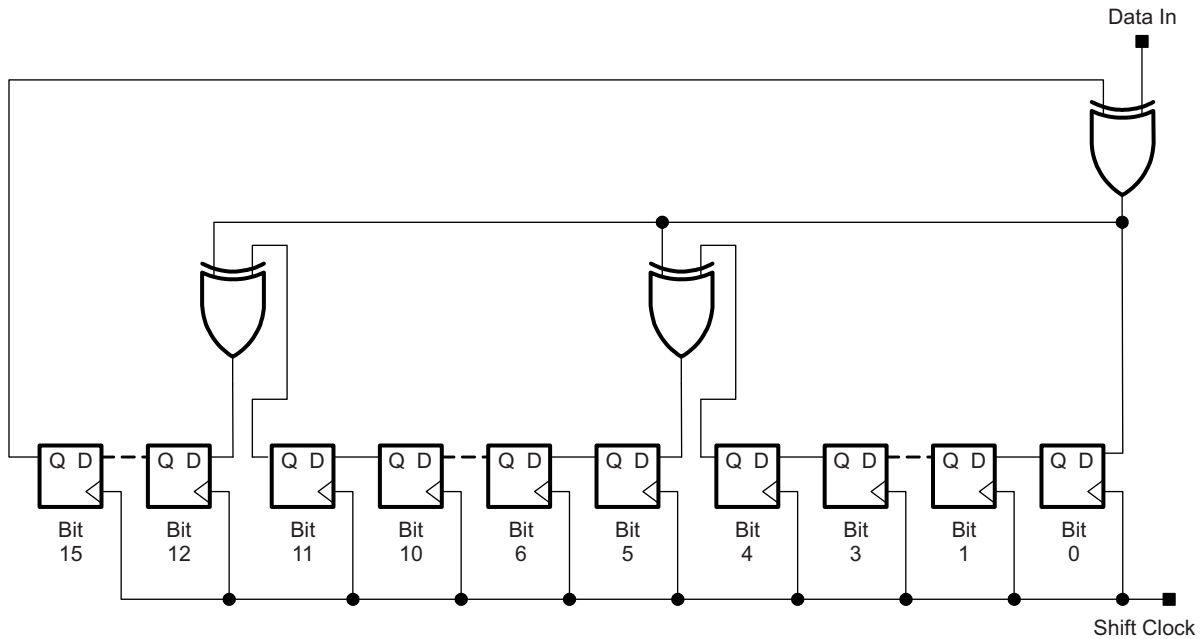 Data In
Q D
Q D
Q D
Q D
Q D
Q D
Q D
Q D
Q D
Q D
Bit
15
Bit
12
Bit
11
Bit
10
Bit
6
Bit
5
Bit
4
Bit
3
Bit
1
Bit
0
Shift Clock